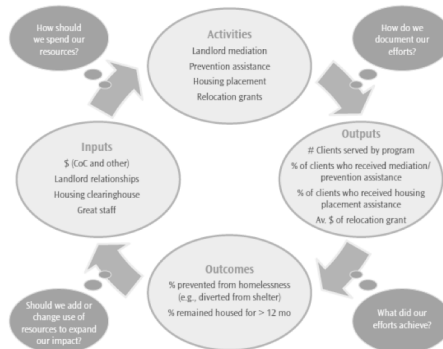 How should
we spend our
resources?
Activities
Landlord mediation
Prevention assistance
Housing placement
Relocation grants
How do we
document our
efforts?
Inputs
$ (CoC and other)
Landlord relationships
Housing clearinghouse
Great staff
Outputs
# Clients served by program
% of clients who received mediation/
prevention assistance
% of clients who received housing
placement assistance
Av. $ of relocation grant
Outcomes
% prevented from homelessness
(e.g., diverted from shelter)
% remained housed for > 12 mo
Should we add or
change use of
resources to expand
our impact?
What did our
efforts achieve?